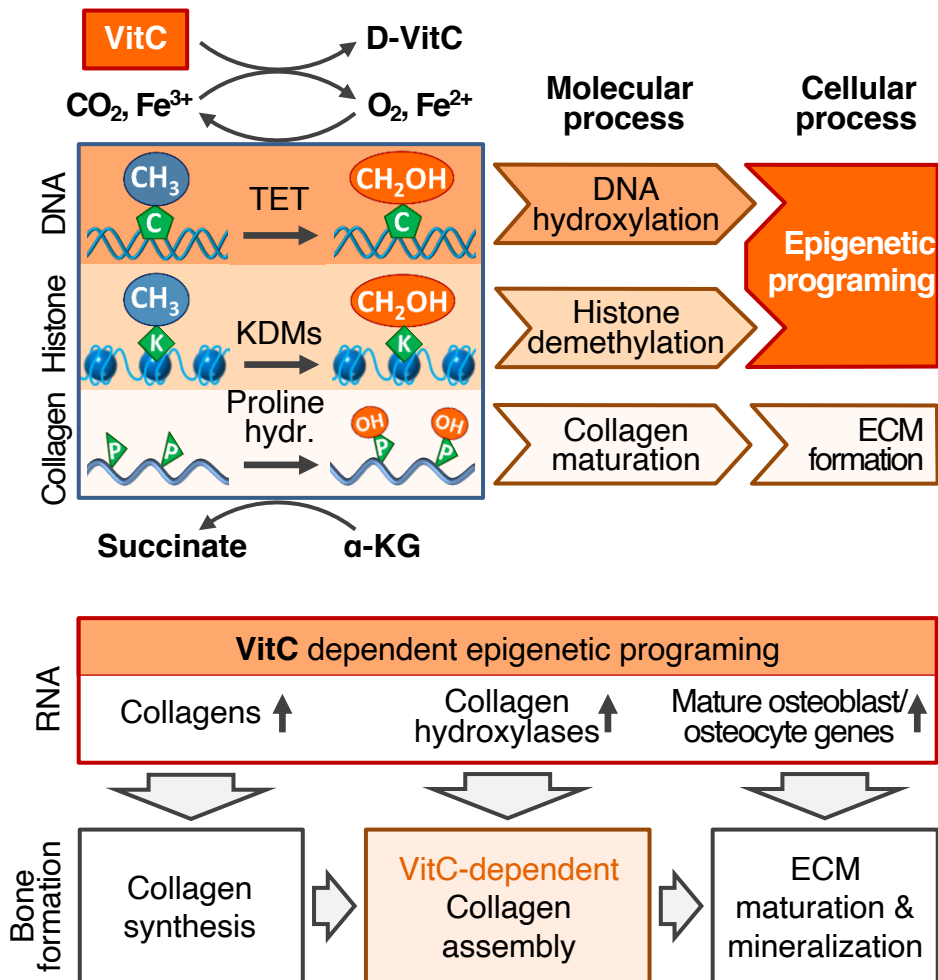 VitC
D-VitC
CO₂, Fe³⁺
O₂, Fe²⁺
Molecular
process
Cellular
process
DNA
CH₃
C
TET
CH₂OH
C
DNA
hydroxylation
Epigenetic
programing
Histone
CH₃
K
KDMs
CH₂OH
K
Histone
demethylation
Collagen
P
P
Proline
hydr.
OH
P
OH
P
Collagen
maturation
ECM
formation
Succinate
α-KG
RNA
VitC dependent epigenetic programing
Collagens
Collagen
hydroxylases
Mature osteoblast/
osteocyte genes
Bone
formation
Collagen
synthesis
VitC-dependent
Collagen
assembly
ECM
maturation &
mineralization